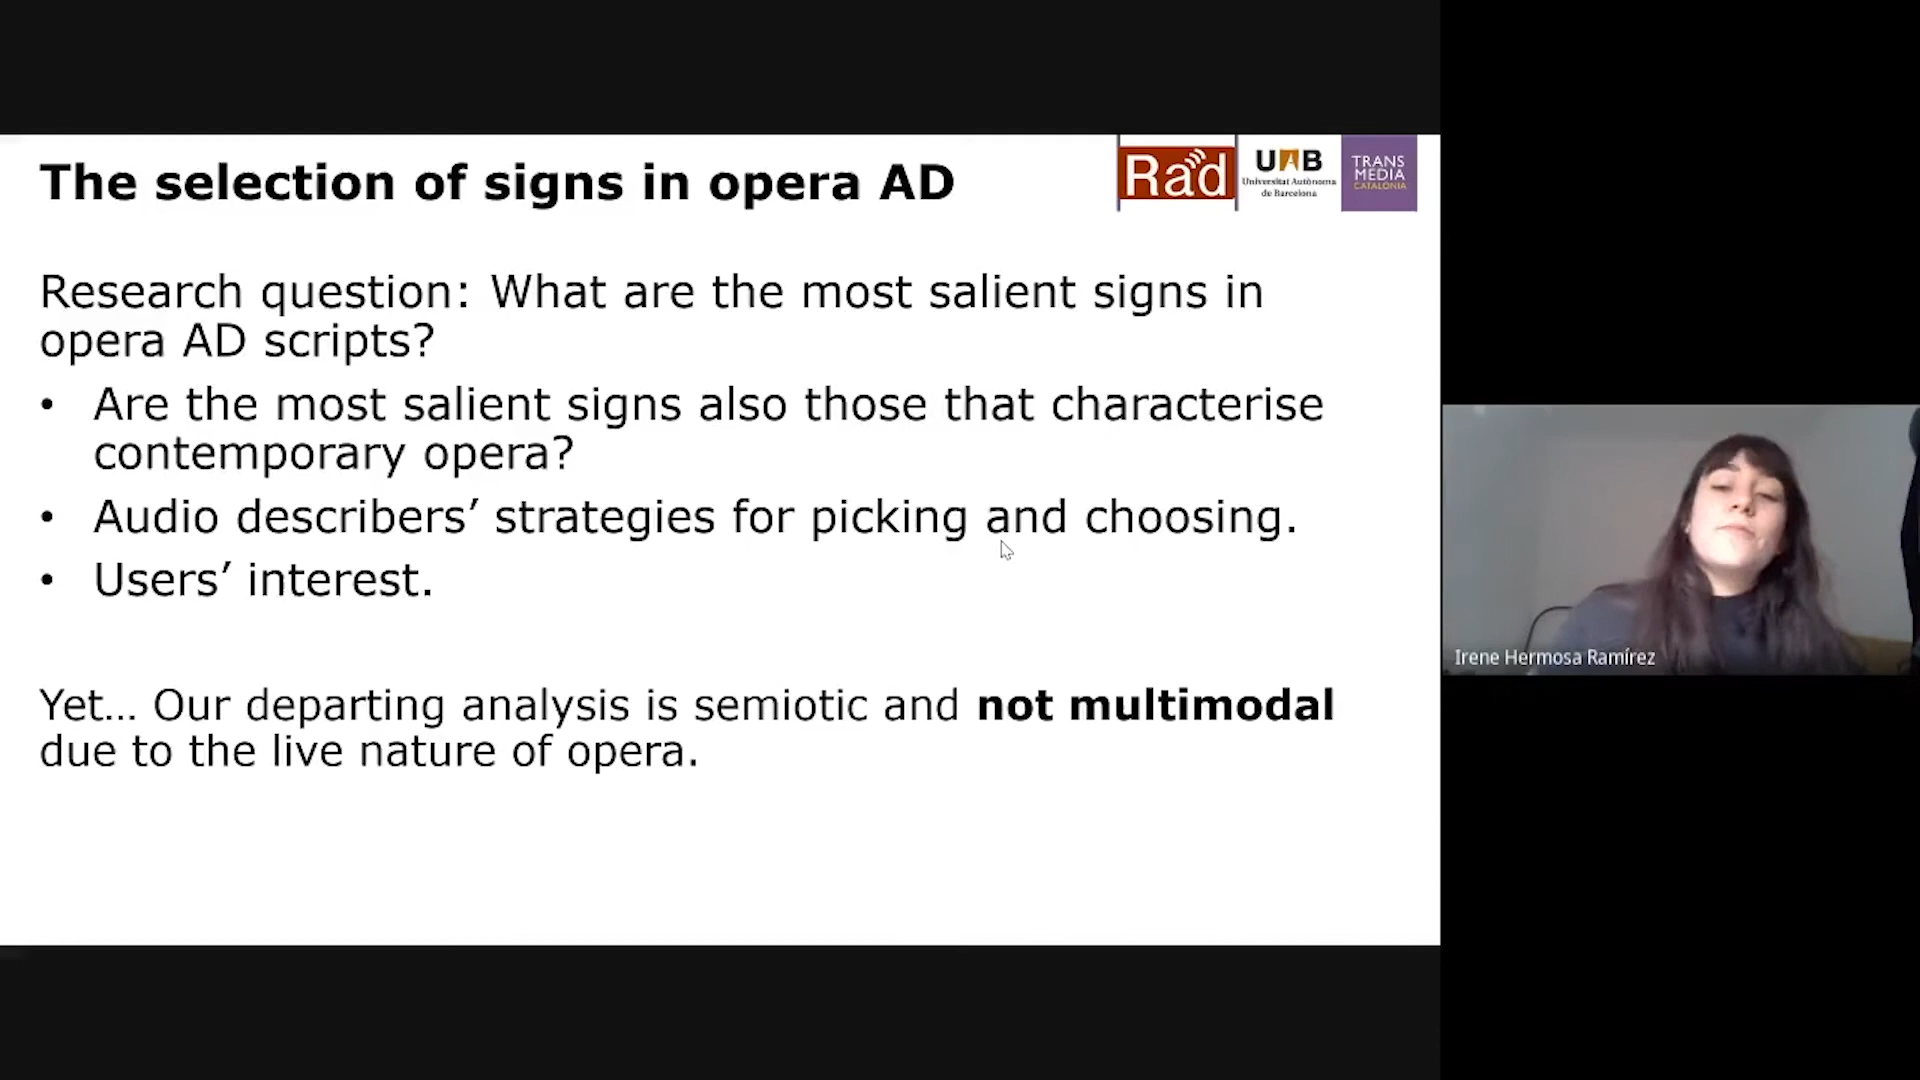 The selection of signs in opera AD
Rad
UAB
Universitat Autònoma
de Barcelona
TRANS
MEDIA
CATALONIA
Research question: What are the most salient signs in
opera AD scripts?
• Are the most salient signs also those that characterise
contemporary opera?
• Audio describers’ strategies for picking and choosing.
• Users’ interest.
Yet… Our departing analysis is semiotic and not multimodal
due to the live nature of opera.
Irene Hermosa Ramírez